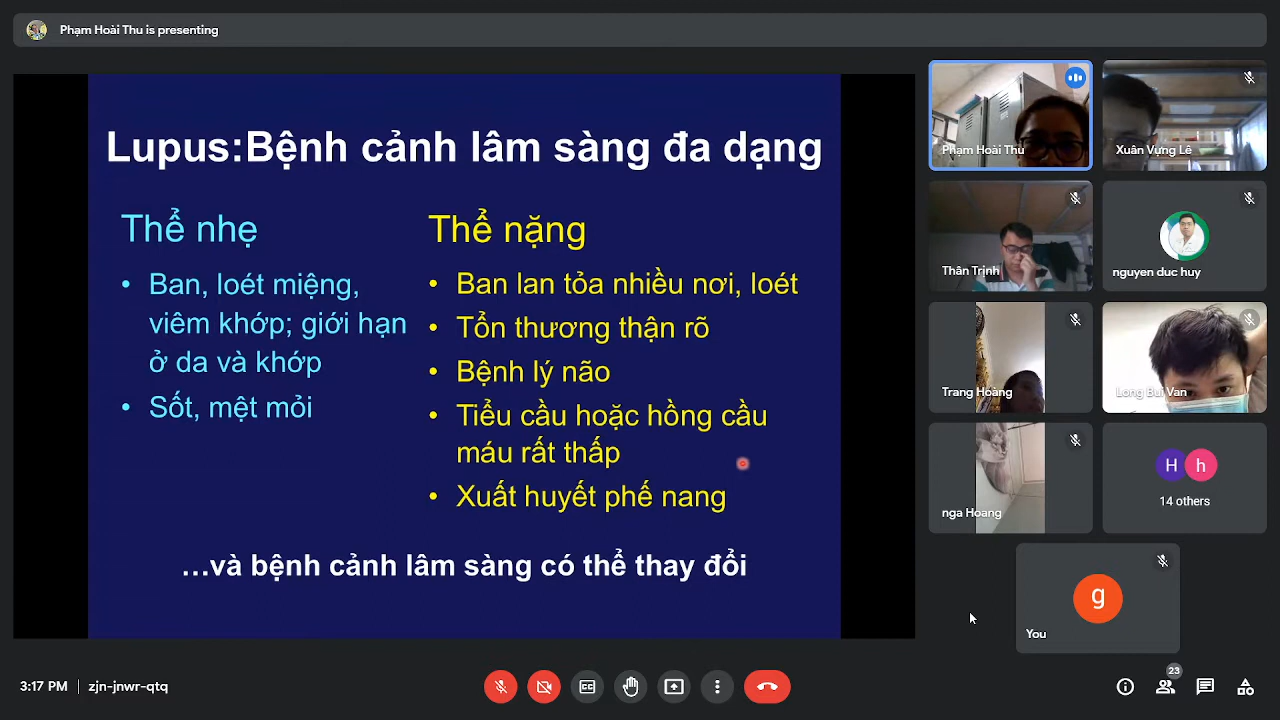 Phạm Hoài Thu is presenting
Lupus:Bệnh cảnh lâm sàng đa dạng
Thể nhẹ
• Ban, loét miệng,
viêm khớp; giới hạn
ở da và khớp
• Sốt, mệt mỏi
Thể nặng
• Ban lan tỏa nhiều nơi, loét
• Tổn thương thận rõ
• Bệnh lý não
• Tiểu cầu hoặc hồng cầu
máu rất thấp
• Xuất huyết phế nang
...và bệnh cảnh lâm sàng có thể thay đổi
Phạm Hoài Thu
Xuân Vựng Lê
Thân Trịnh
nguyen duc huy
Trang Hoàng
Long Bui Van
nga Hoang
H h
14 others
g
You
3:17 PM | zjn-jnwr-qtq
23